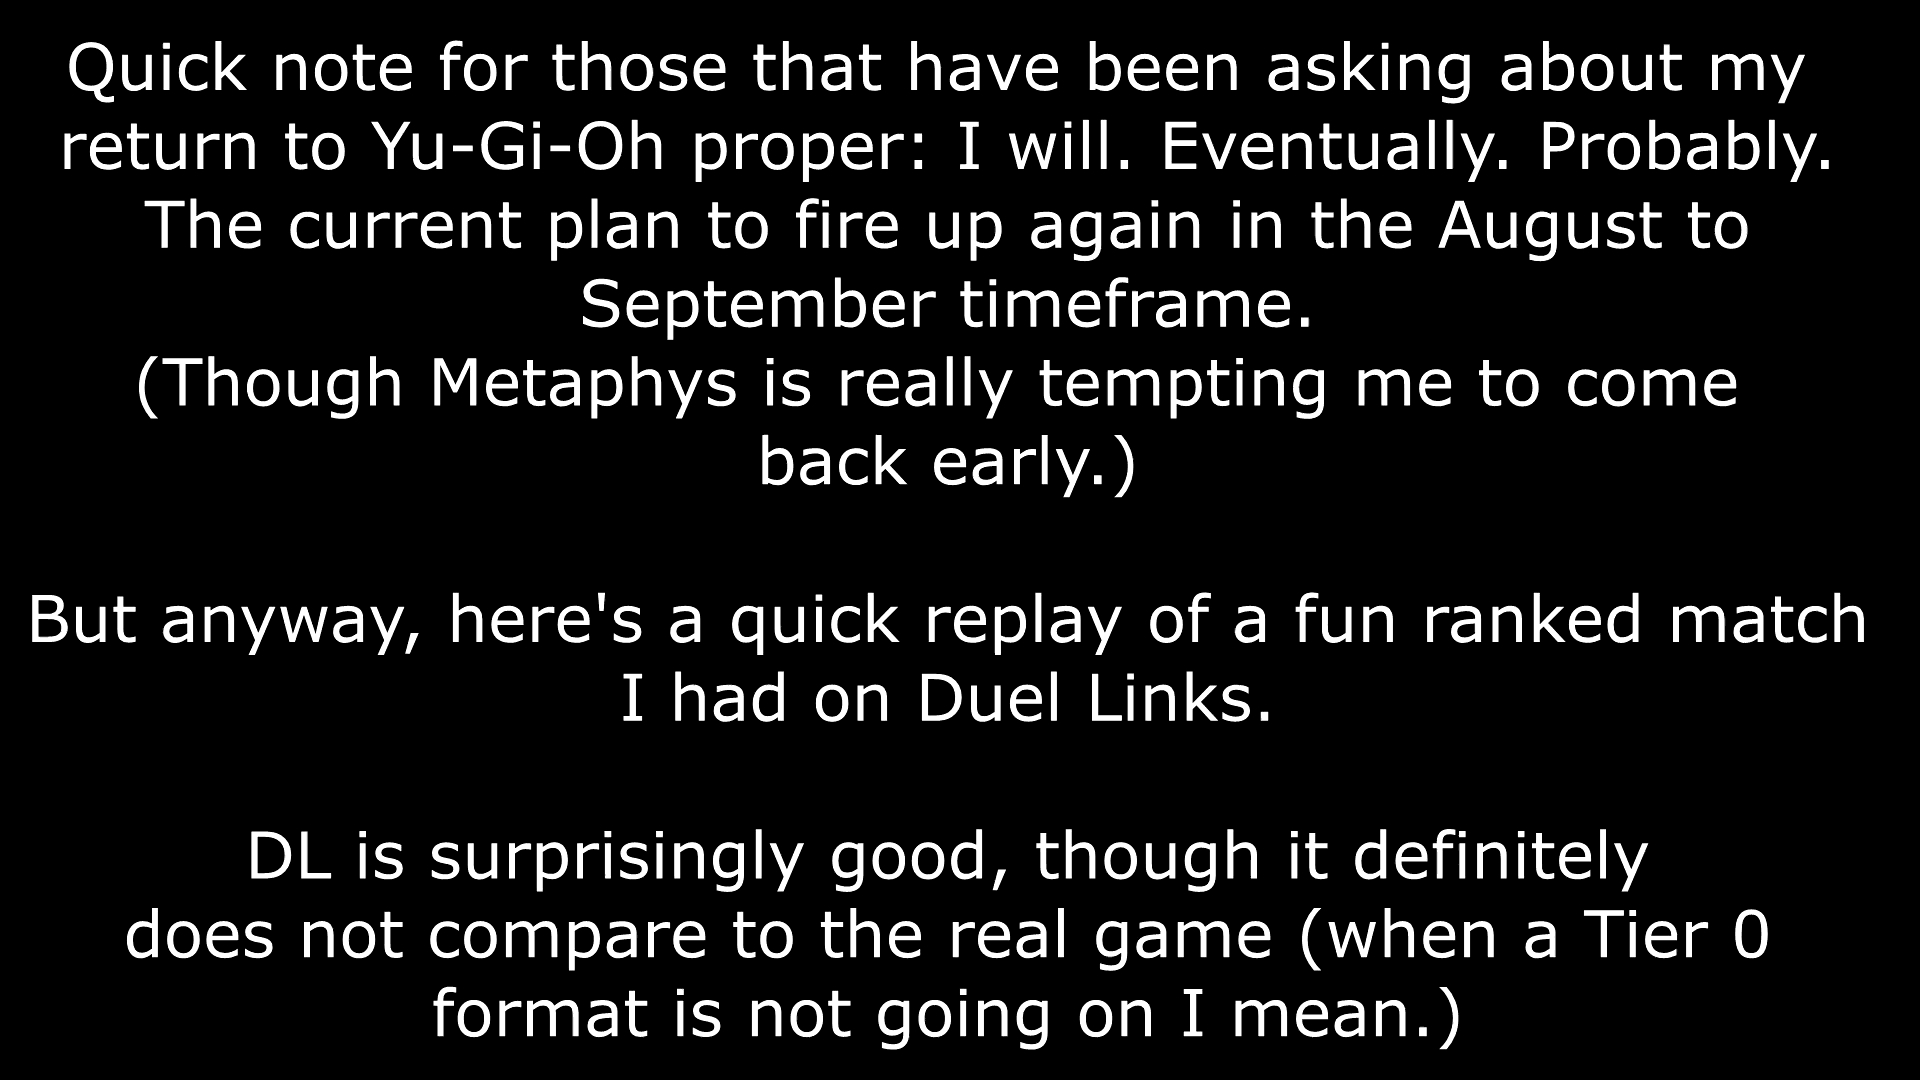 Quick note for those that have been asking about my
return to Yu-Gi-Oh proper: I will. Eventually. Probably.
The current plan to fire up again in the August to
September timeframe.
(Though Metaphys is really tempting me to come
back early.)
But anyway, here's a quick replay of a fun ranked match
I had on Duel Links.
DL is surprisingly good, though it definitely
does not compare to the real game (when a Tier 0
format is not going on I mean.)